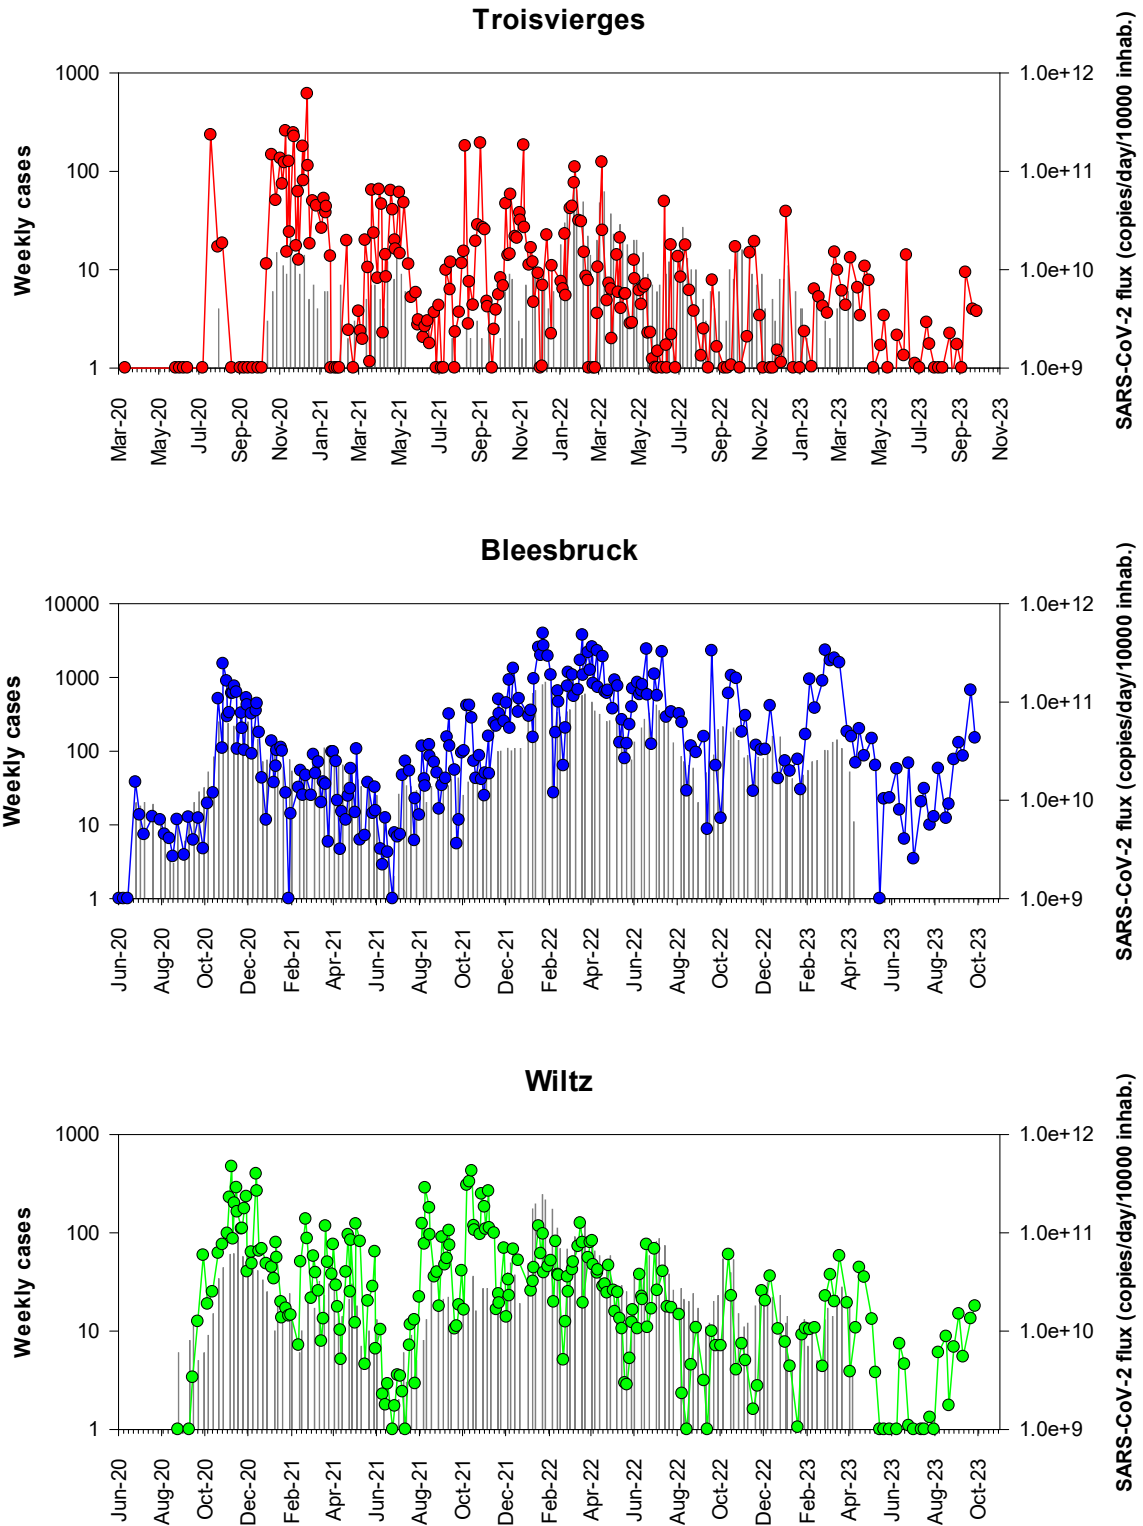 Troisvierges
Weekly cases
1000
100
10
1
1.0e+12
1.0e+11
1.0e+10
1.0e+9
SARS-CoV-2 flux (copies/day/10000 inhab.)
Mar-20
May-20
Jul-20
Sep-20
Nov-20
Jan-21
Mar-21
May-21
Jul-21
Sep-21
Nov-21
Jan-22
Mar-22
May-22
Jul-22
Sep-22
Nov-22
Jan-23
Mar-23
May-23
Jul-23
Sep-23
Nov-23
Bleesbruck
Weekly cases
10000
1000
100
10
1
1.0e+12
1.0e+11
1.0e+10
1.0e+9
SARS-CoV-2 flux (copies/day/10000 inhab.)
Jun-20
Aug-20
Oct-20
Dec-20
Feb-21
Apr-21
Jun-21
Aug-21
Oct-21
Dec-21
Feb-22
Apr-22
Jun-22
Aug-22
Oct-22
Dec-22
Feb-23
Apr-23
Jun-23
Aug-23
Oct-23
Wiltz
Weekly cases
1000
100
10
1
1.0e+12
1.0e+11
1.0e+10
1.0e+9
SARS-CoV-2 flux (copies/day/10000 inhab.)
Jun-20
Aug-20
Oct-20
Dec-20
Feb-21
Apr-21
Jun-21
Aug-21
Oct-21
Dec-21
Feb-22
Apr-22
Jun-22
Aug-22
Oct-22
Dec-22
Feb-23
Apr-23
Jun-23
Aug-23
Oct-23